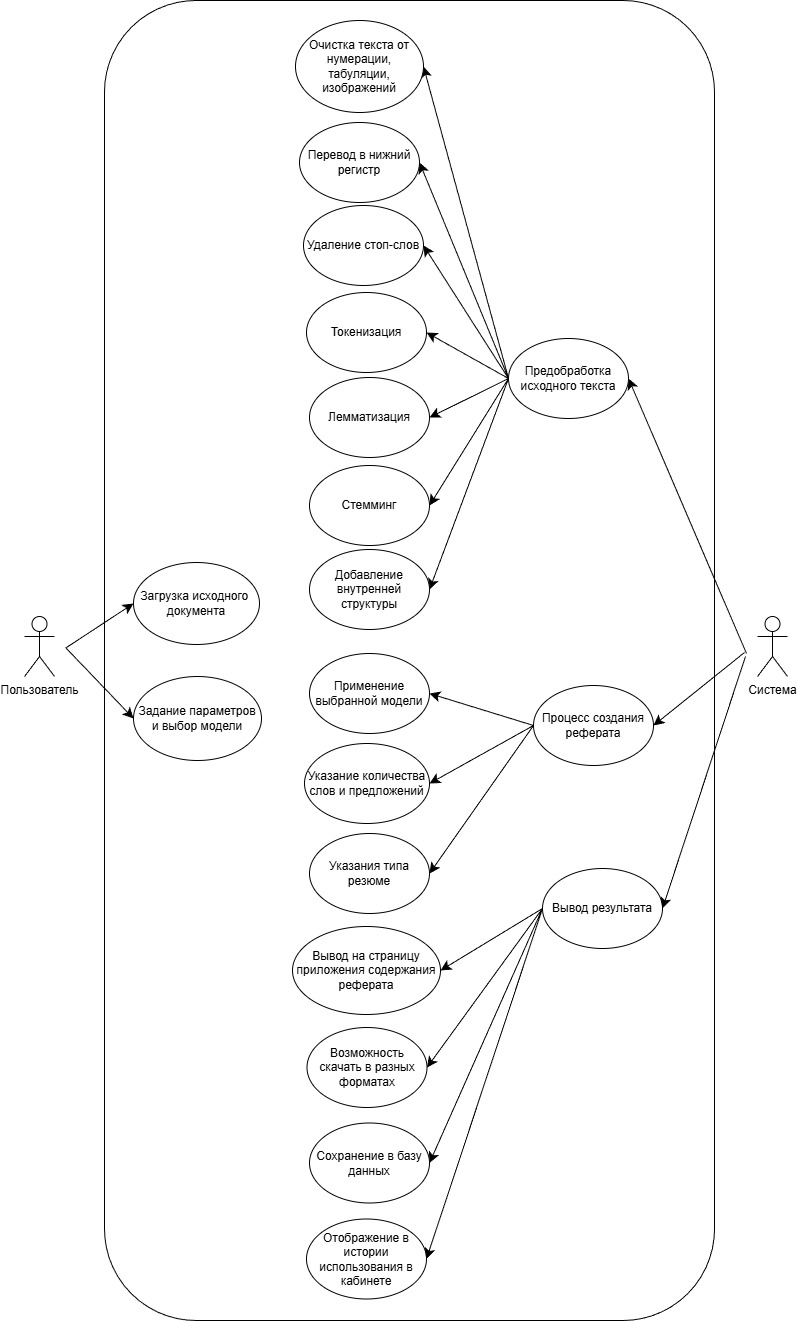 Очистка текста от
нумерации,
табуляции,
изображений
Перевод в нижний
регистр
Удаление стоп-слов
Токенизация
Предобработка
исходного текста
Лемматизация
Стемминг
Добавление
внутренней
структуры
Загрузка исходного
документа
Пользователь
Система
Задание параметров
и выбор модели
Применение
выбранной модели
Процесс создания
реферата
Указание количества
слов и предложений
Указания типа
резюме
Вывод результата
Вывод на страницу
приложения содержания
реферата
Возможность
скачать в разных
форматах
Сохранение в базу
данных
Отображение в
истории
использования в
кабинете